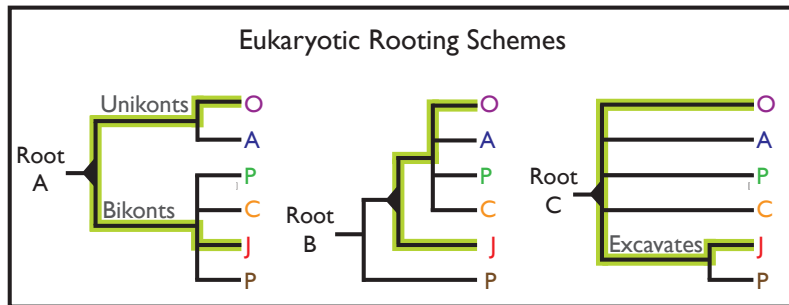 Eukaryotic Rooting Schemes
Unikonts
O
A
P
C
J
P
Root
A
Bikonts
O
A
P
C
J
P
Root
B
O
A
P
C
J
P
Root
C
Excavates